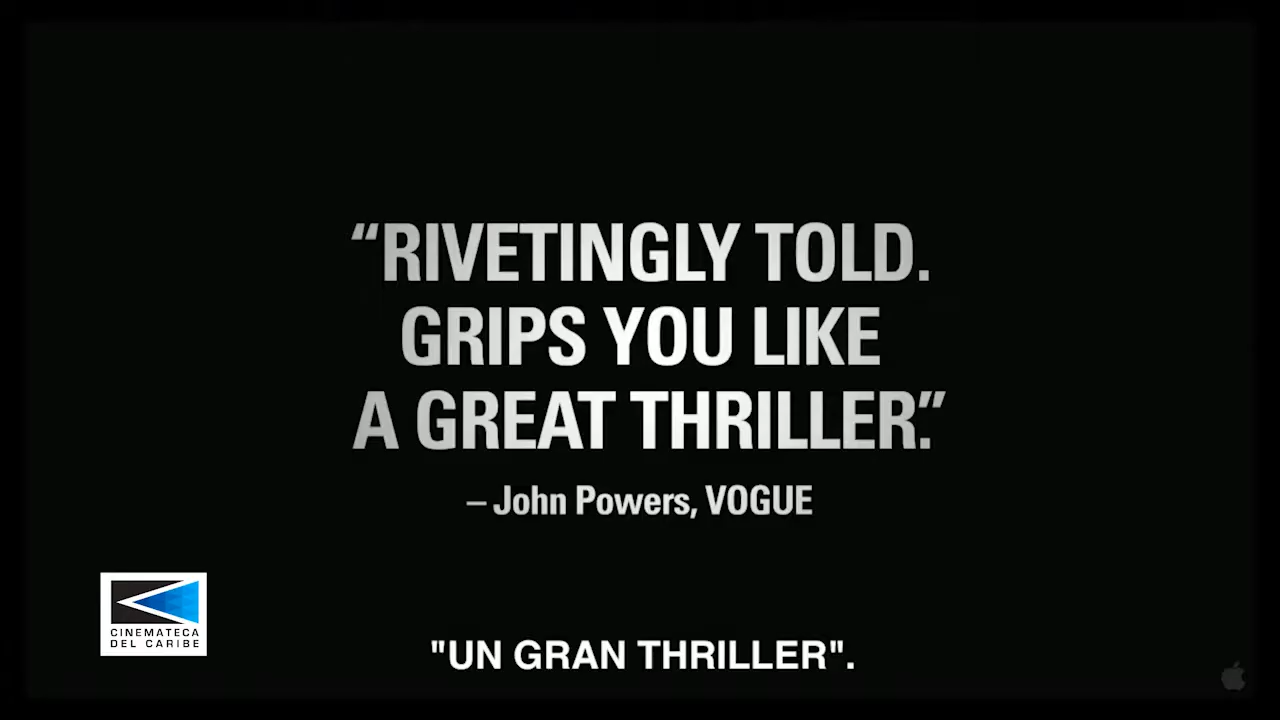 “RIVETINGLY TOLD.
GRIPS YOU LIKE
A GREAT THRILLER.”
– John Powers, VOGUE
CINEMATECA
DEL CARIBE
"UN GRAN THRILLER".